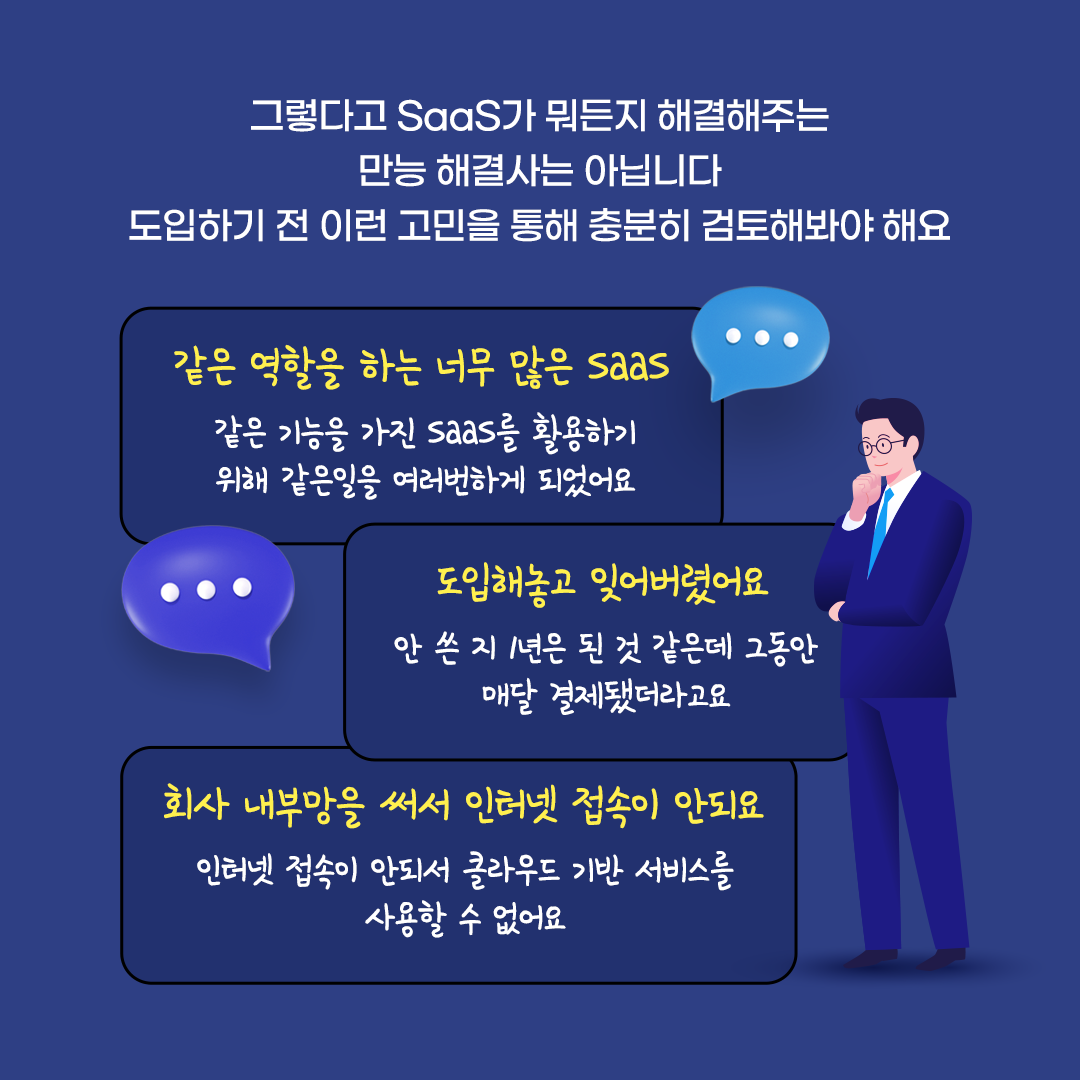 그렇다고 SaaS가 뭐든지 해결해주는
만능 해결사는 아닙니다
도입하기 전 이런 고민을 통해 충분히 검토해봐야 해요
같은 역할을 하는 너무 많은 SaaS
같은 기능을 가진 SaaS를 활용하기
위해 같은일을 여러번하게 되었어요
도입해놓고 잊어버렸어요
안 쓴 지 1년은 된 것 같은데 그동안
매달 결제됐더라고요
회사 내부망을 써서 인터넷 접속이 안되요
인터넷 접속이 안되서 클라우드 기반 서비스를
사용할 수 없어요